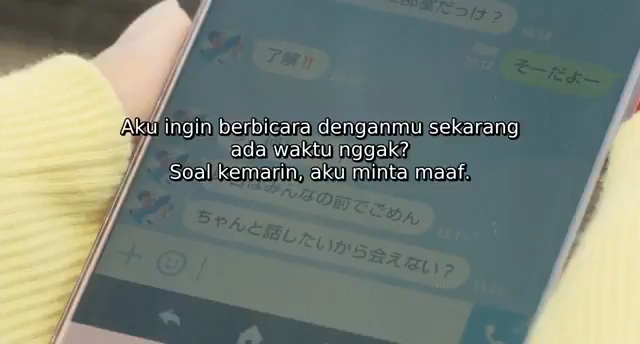 部室だっけ？
了解‼
そーだよー
Aku ingin berbicara denganmu sekarang
ada waktu nggak?
Soal kemarin, aku minta maaf.
はみんなの前でごめん
ちゃんと話したいから会えない？